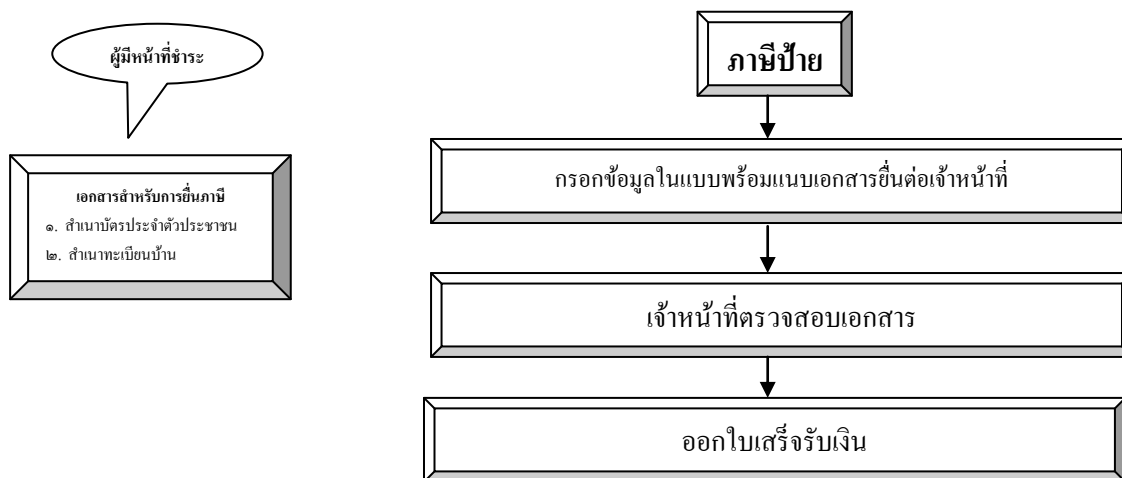 ผู้มีหน้าที่ชำระ
เอกสารสำหรับการยื่นภาษี
๑. สำเนาบัตรประจำตัวประชาชน
๒. สำเนาทะเบียนบ้าน
ภาษีป้าย
กรอกข้อมูลในแบบพร้อมแนบเอกสารยื่นต่อเจ้าหน้าที่
เจ้าหน้าที่ตรวจสอบเอกสาร
ออกใบเสร็จรับเงิน